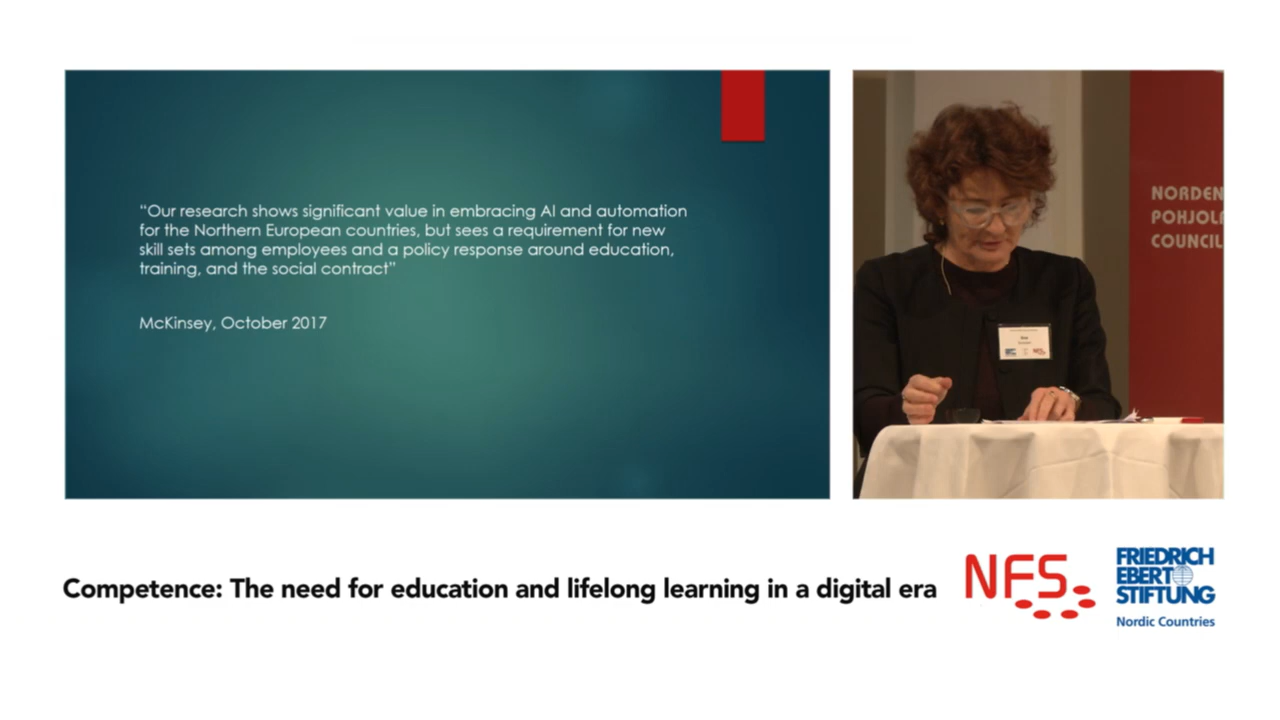 “Our research shows significant value in embracing AI and automation
for the Northern European countries, but sees a requirement for new
skill sets among employees and a policy response around education,
training, and the social contract”
McKinsey, October 2017
NORDEN
POHJOL
COUNCIL
Competence: The need for education and lifelong learning in a digital era
NFS
FRIEDRICH
EBERT
STIFTUNG
Nordic Countries